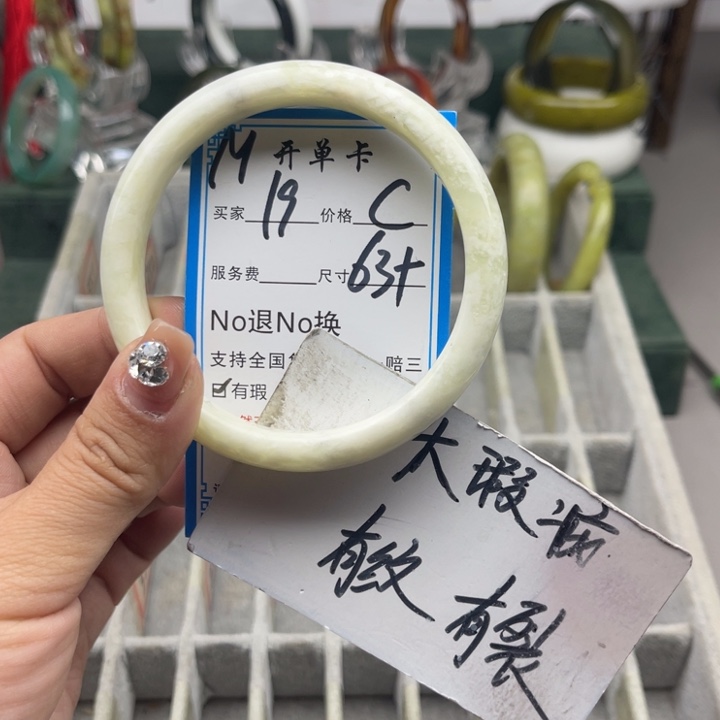 M 开单卡
买家 19 价格 C
服务费 尺寸 63+
No退No换
支持全国 赔三
☑有瑕
大瑕疵
有纹 有裂